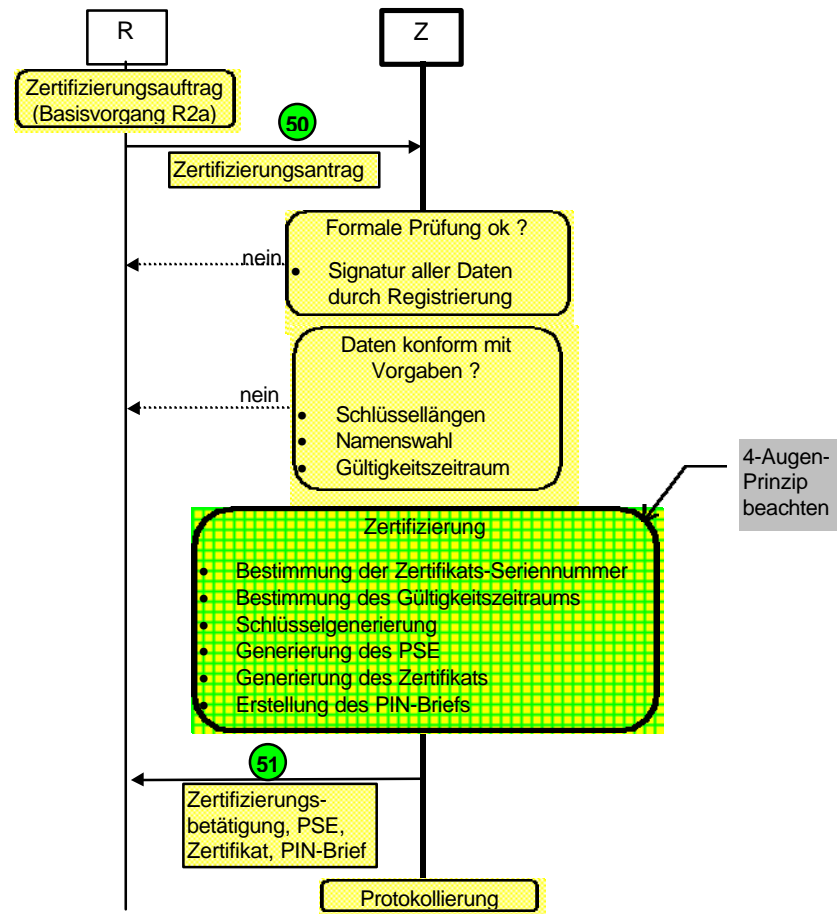 R
Z
Zertifizierungsauftrag
(Basisvorgang R2a)
50
Zertifizierungsantrag
Formale Prüfung ok ?
nein
• Signatur aller Daten
durch Registrierung
Daten konform mit
Vorgaben ?
nein
• Schlüssellängen
• Namenswahl
• Gültigkeitszeitraum
4-Augen-
Prinzip
beachten
Zertifizierung
• Bestimmung der Zertifikats-Seriennummer
• Bestimmung des Gültigkeitszeitraums
• Schlüsselgenerierung
• Generierung des PSE
• Generierung des Zertifikats
• Erstellung des PIN-Briefs
51
Zertifizierungs-
betätigung, PSE,
Zertifikat, PIN-Brief
Protokollierung